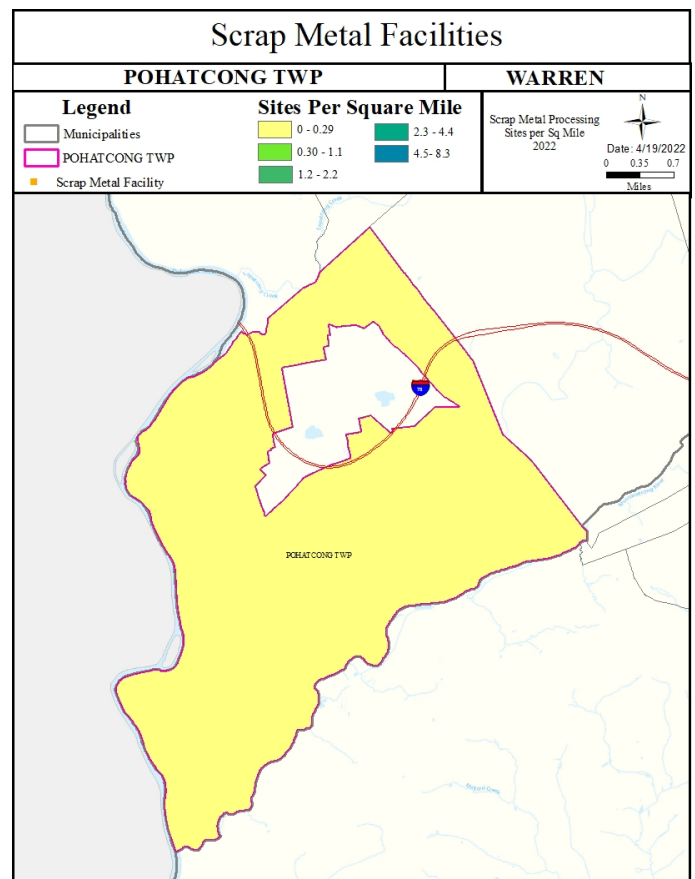 Scrap Metal Facilities
POHATCONG TWP
WARREN
Legend
Municipalities
POHATCONG TWP
Scrap Metal Facility
Sites Per Square Mile
0 - 0.29
0.30 - 1.1
1.2 - 2.2
2.3 - 4.4
4.5- 8.3
Scrap Metal Processing
Sites per Sq Mile
2022
N
Date: 4/19/2022
0 0.35 0.7
Miles
78
POHATCONG TWP